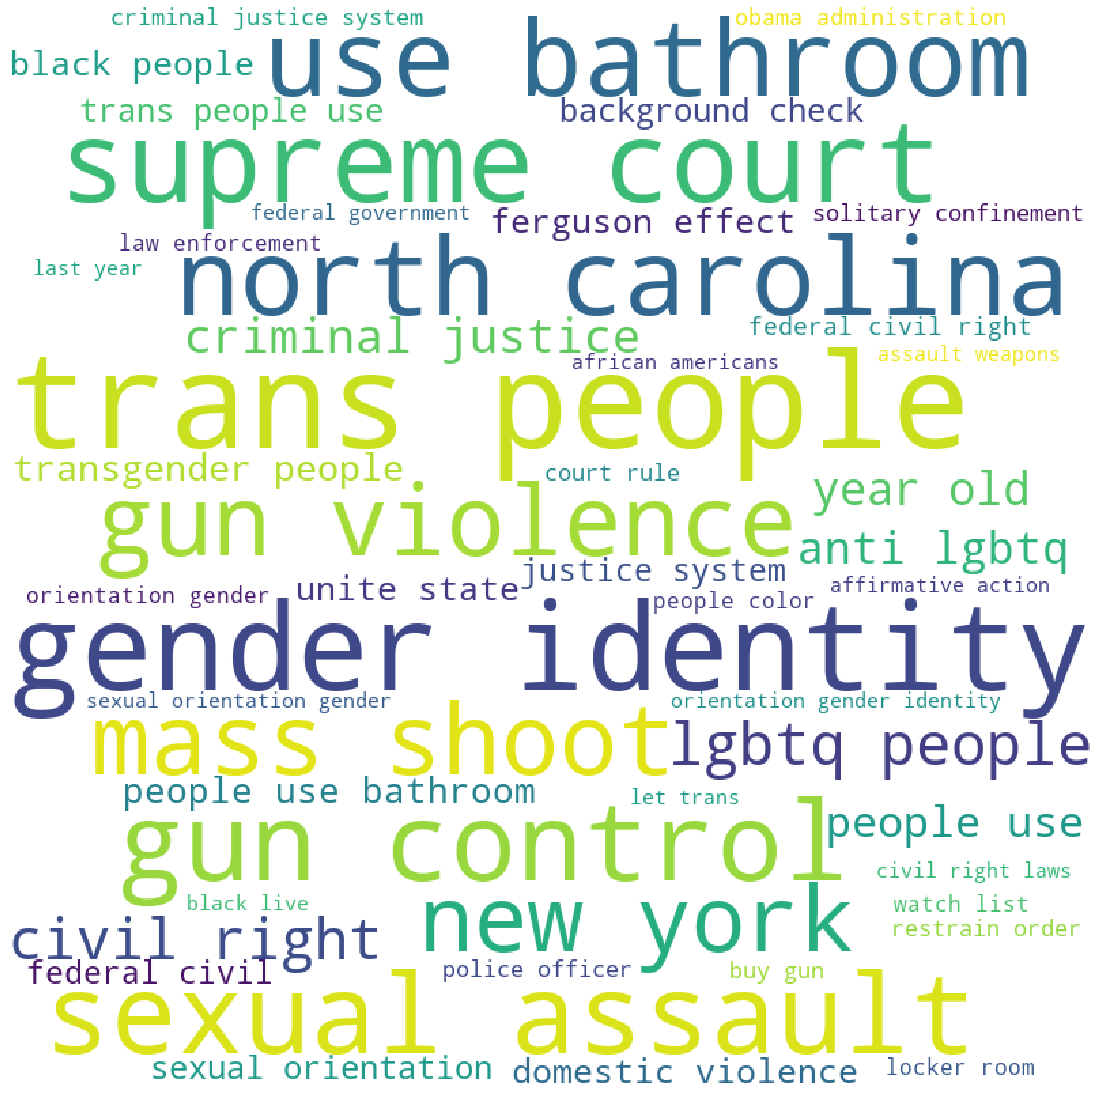 criminal justice system
obama administration
use bathroom
black people
trans people use
background check
supreme court
federal government
ferguson effect
solitary confinement
law enforcement
north carolina
last year
criminal justice
federal civil right
african americans
assault weapons
trans people
transgender people
court rule
year old
gun violence
anti lgbtq
justice system
orientation gender
unite state
people color
affirmative action
gender identity
sexual orientation gender
orientation gender identity
mass shoot
lgbtq people
people use bathroom
let trans
gun control
people use
civil right laws
black live
new york
watch list
restrain order
civil right
federal civil
police officer
buy gun
sexual assault
sexual orientation
domestic violence
locker room